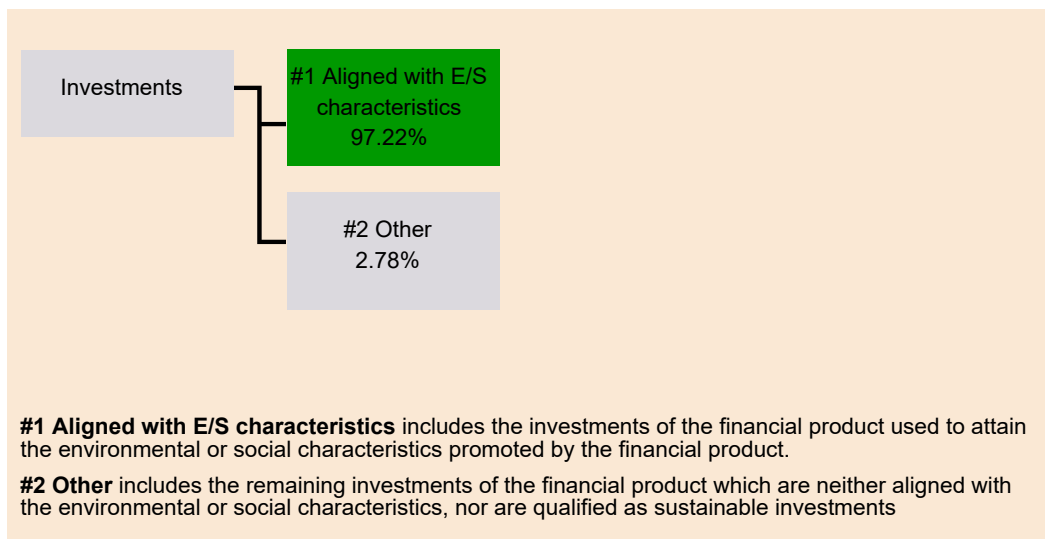 Investments
#1 Aligned with E/S
characteristics
97.22%
#2 Other
2.78%
#1 Aligned with E/S characteristics includes the investments of the financial product used to attain
the environmental or social characteristics promoted by the financial product.
#2 Other includes the remaining investments of the financial product which are neither aligned with
the environmental or social characteristics, nor are qualified as sustainable investments